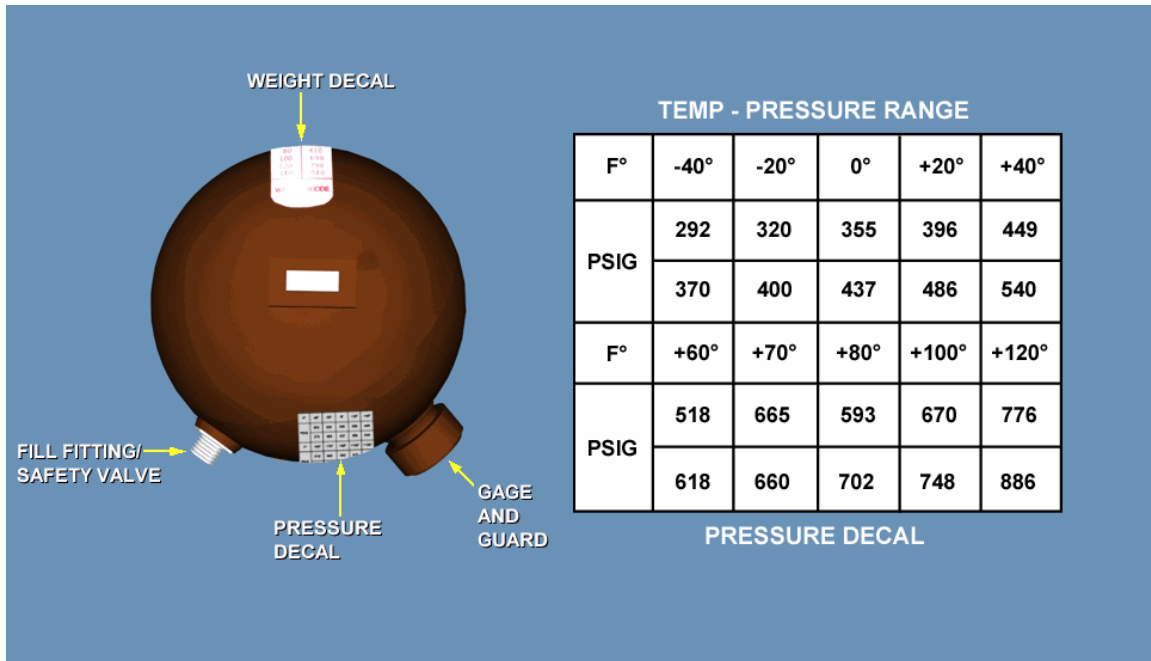 WEIGHT DECAL
FILL FITTING/
SAFETY VALVE
PRESSURE
DECAL
GAGE
AND
GUARD
TEMP - PRESSURE RANGE
F° -40° -20° 0° +20° +40°
PSIG
292 320 355 396 449
370 400 437 486 540
F° +60° +70° +80° +100° +120°
PSIG
518 665 593 670 776
618 660 702 748 886
PRESSURE DECAL